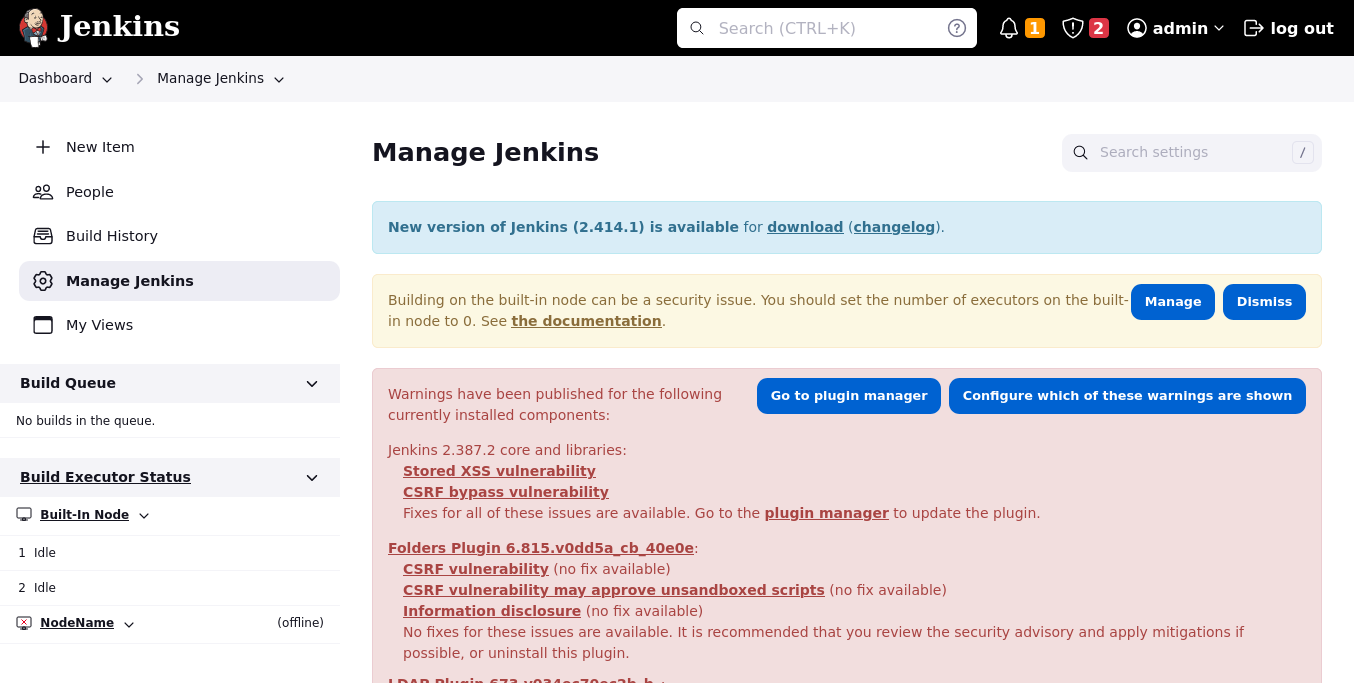 Jenkins
Search (CTRL+K)
1
2
admin
log out
Dashboard
Manage Jenkins
New Item
People
Build History
Manage Jenkins
My Views
Build Queue
No builds in the queue.
Build Executor Status
Built-In Node
1 Idle
2 Idle
NodeName (offline)
Manage Jenkins
Search settings /
New version of Jenkins (2.414.1) is available for download (changelog).
Building on the built-in node can be a security issue. You should set the number of executors on the built-
in node to 0. See the documentation.
Manage
Dismiss
Warnings have been published for the following
currently installed components:
Go to plugin manager
Configure which of these warnings are shown
Jenkins 2.387.2 core and libraries:
Stored XSS vulnerability
CSRF bypass vulnerability
Fixes for all of these issues are available. Go to the plugin manager to update the plugin.
Folders Plugin 6.815.v0dd5a_cb_40e0e:
CSRF vulnerability (no fix available)
CSRF vulnerability may approve unsandboxed scripts (no fix available)
Information disclosure (no fix available)
No fixes for these issues are available. It is recommended that you review the security advisory and apply mitigations if
possible, or uninstall this plugin.
LDAP Plugin